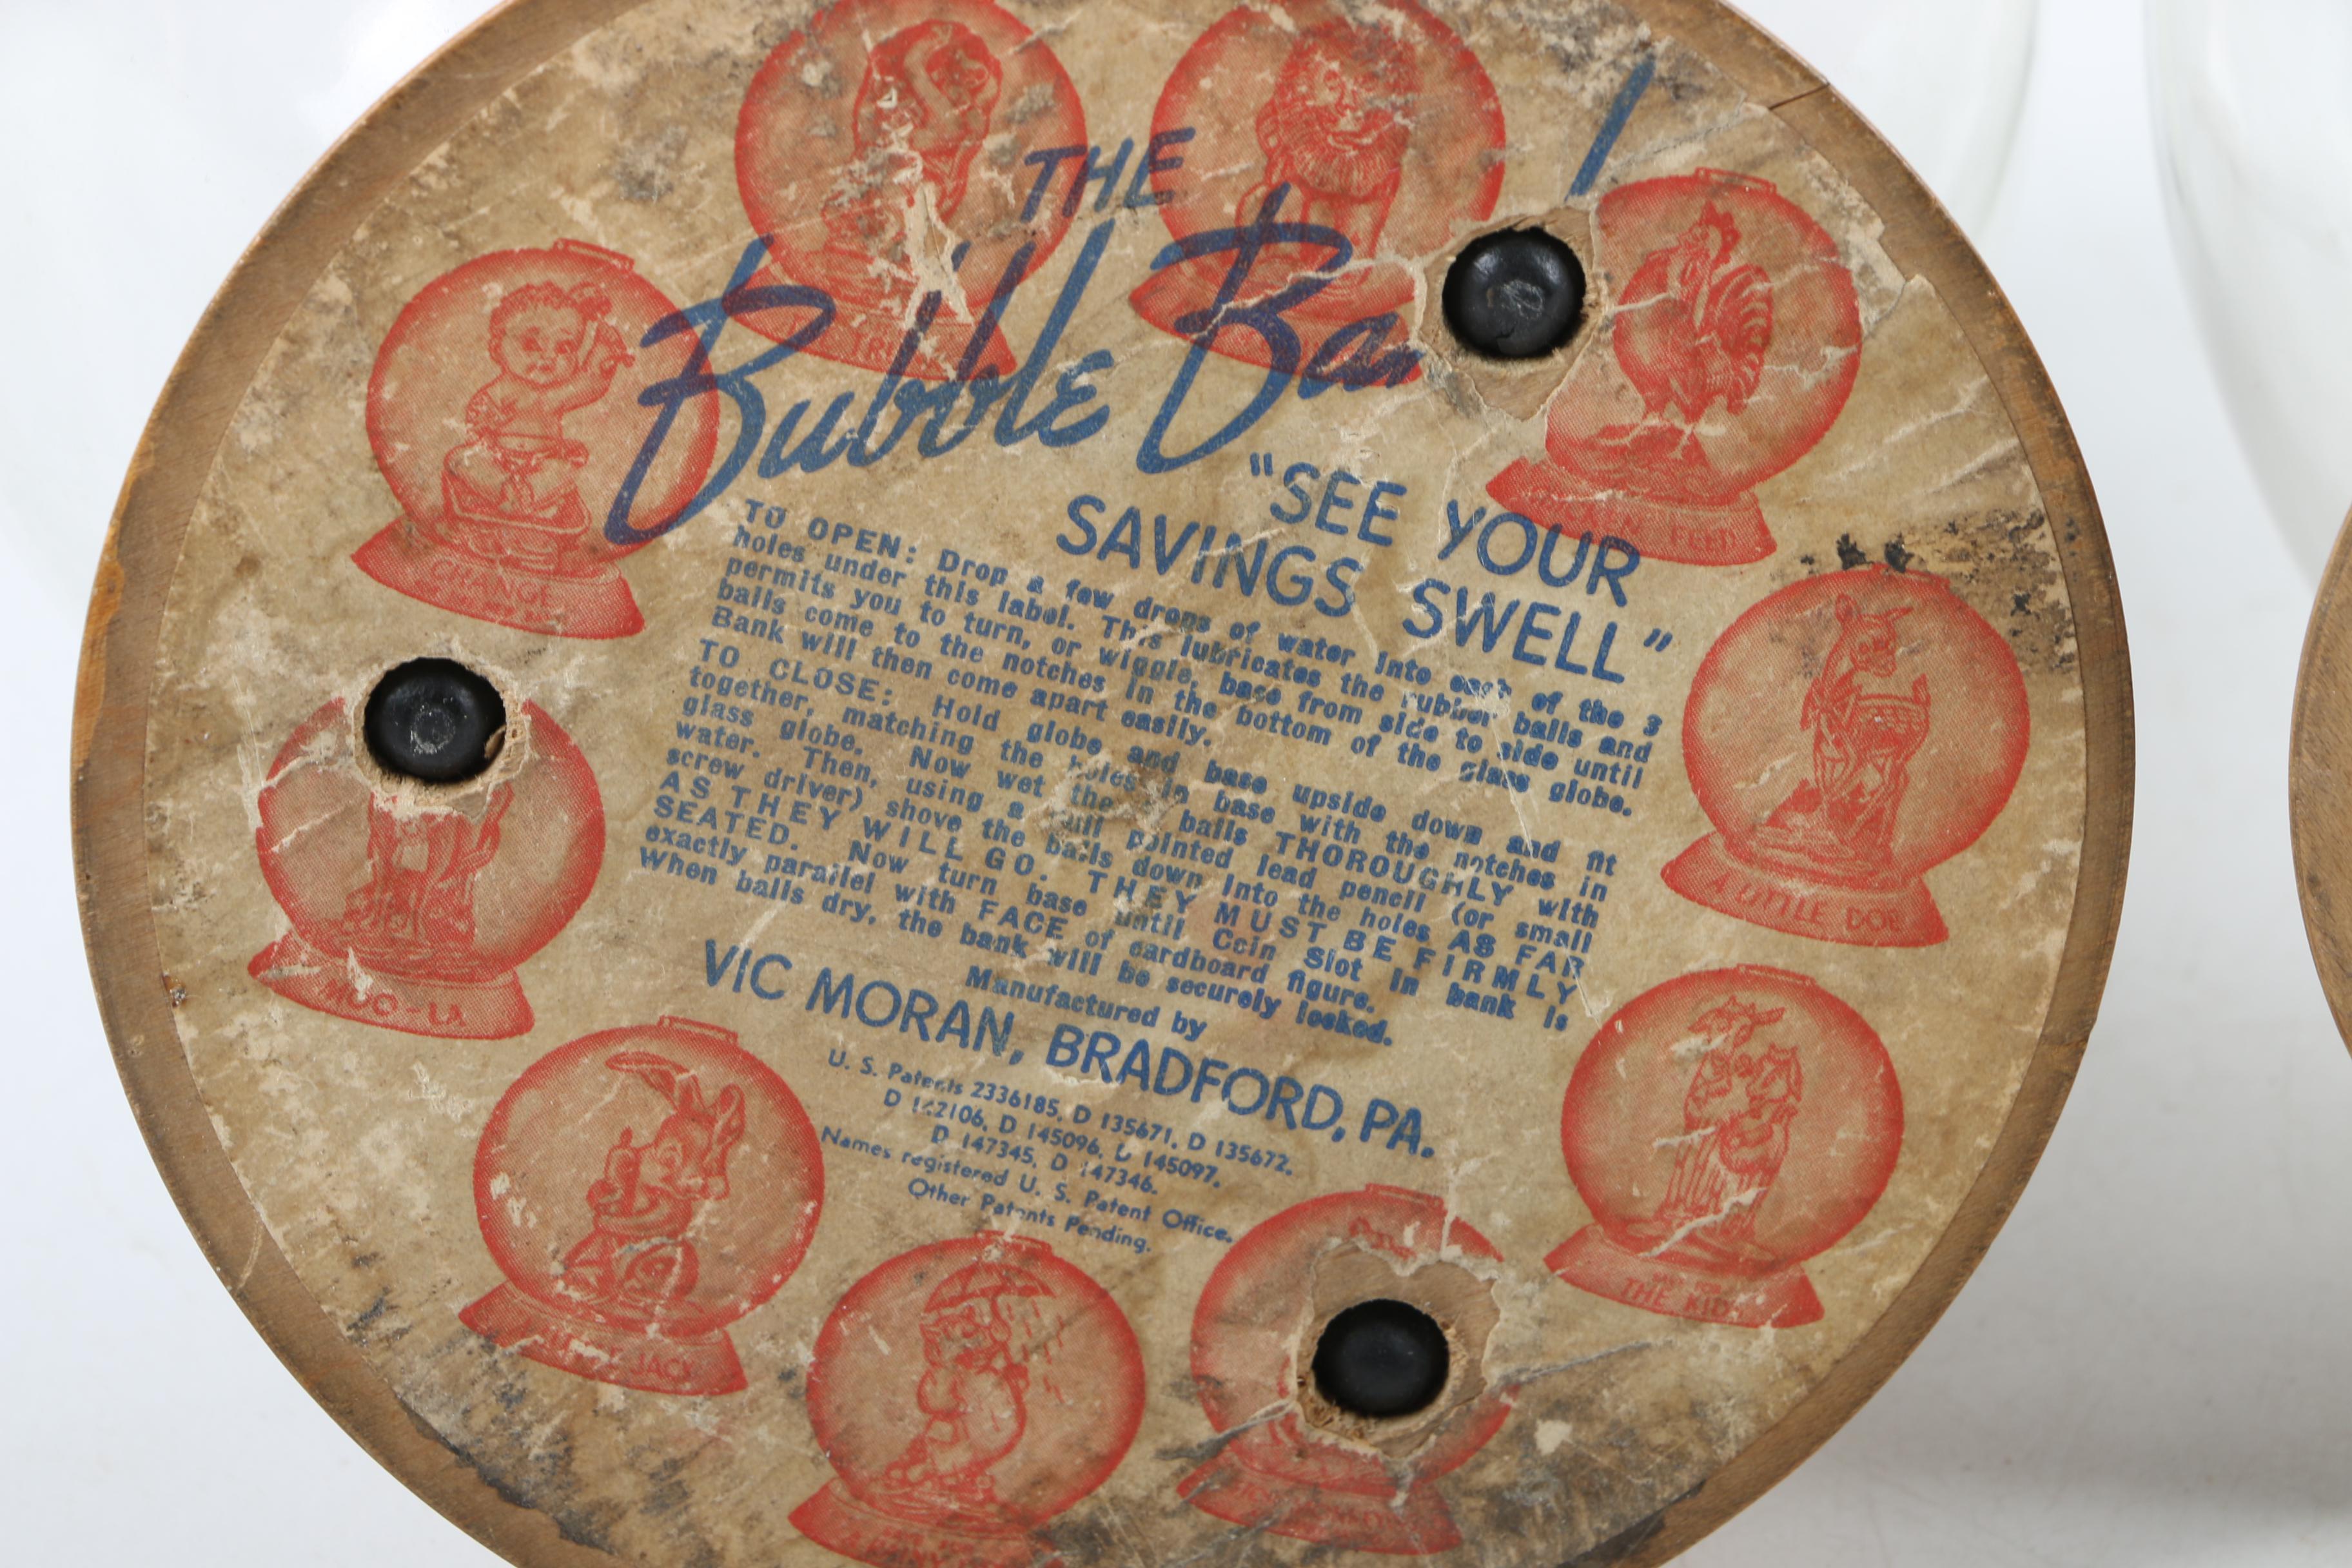 THE
Bubble Ban
"SEE YOUR
SAVINGS SWELL"
TO OPEN: Drop a few drops of water into each of the 3
holes under this label. This lubricates the rubber balls and
permits you to turn, or wiggle, base from side to side until
balls come to the notches in the bottom of the glass globe.
Bank will then come apart easily.
TO CLOSE: Hold globe and base upside down and fit
together, matching the holes in base with the notches in
glass globe. Now wet the balls THOROUGHLY with
water. Then, using a dull pointed lead pencil (or small
screw driver) shove the balls down into the holes AS FAR
AS THEY WILL GO. THEY MUST BE FIRMLY
SEATED. Now turn base until Coin Slot in bank is
exactly parallel with FACE of cardboard figure.
When balls dry, the bank will be securely locked.
Manufactured by
VIC MORAN, BRADFORD, PA.
U. S. Patents 2336185, D 135671, D 135672,
D 142106, D 145096, D 145097,
D 147345, D 147346.
Names registered U. S. Patent Office.
Other Patents Pending.
CHANGE
MOO-LA
JACK
FEED
A LITTLE DOE
THE KIDS